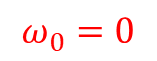 ω₀ = 0